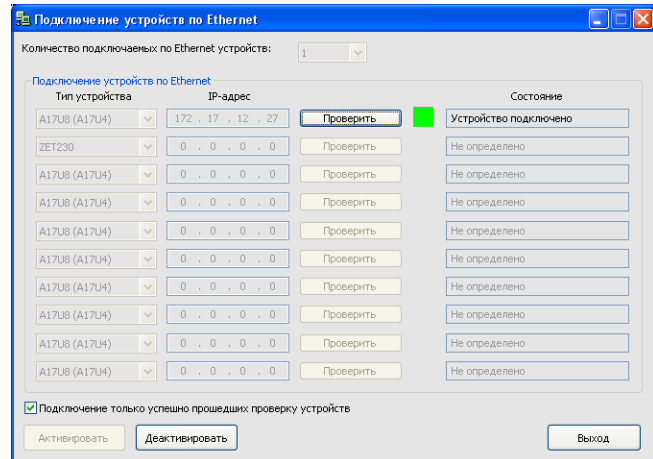 Подключение устройств по Ethernet
Количество подключаемых по Ethernet устройств: 1
Подключение устройств по Ethernet
Тип устройства IP-адрес Состояние
A17U8 (A17U4) 172 . 17 . 12 . 27 Проверить Устройство подключено
ZET230 0 . 0 . 0 . 0 Проверить Не определено
A17U8 (A17U4) 0 . 0 . 0 . 0 Проверить Не определено
A17U8 (A17U4) 0 . 0 . 0 . 0 Проверить Не определено
A17U8 (A17U4) 0 . 0 . 0 . 0 Проверить Не определено
A17U8 (A17U4) 0 . 0 . 0 . 0 Проверить Не определено
A17U8 (A17U4) 0 . 0 . 0 . 0 Проверить Не определено
A17U8 (A17U4) 0 . 0 . 0 . 0 Проверить Не определено
A17U8 (A17U4) 0 . 0 . 0 . 0 Проверить Не определено
A17U8 (A17U4) 0 . 0 . 0 . 0 Проверить Не определено
Подключение только успешно прошедших проверку устройств
Активировать Деактивировать Выход